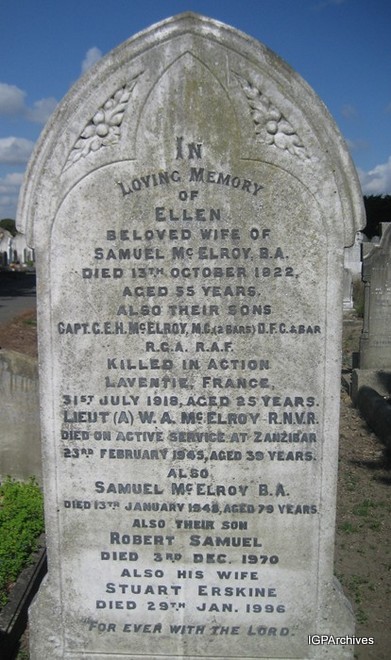 IN
LOVING MEMORY
OF
ELLEN
BELOVED WIFE OF
SAMUEL McELROY, B.A.
DIED 13TH OCTOBER 1922,
AGED 55 YEARS.
ALSO THEIR SONS
CAPT. G.E.H. McELROY, M.C. (2 BARS) D.F.C. & BAR
R.G.A. R.A.F.
KILLED IN ACTION
LAVENTIE, FRANCE,
31ST JULY 1918, AGED 25 YEARS.
LIEUT (A) W.A. McELROY R.N.V.R.
DIED ON ACTIVE SERVICE AT ZANZIBAR
23RD FEBRUARY 1945, AGED 39 YEARS.
ALSO
SAMUEL McELROY B.A.
DIED 13TH JANUARY 1948, AGED 79 YEARS.
ALSO THEIR SON
ROBERT SAMUEL
DIED 3RD DEC. 1970
ALSO HIS WIFE
STUART ERSKINE
DIED 29TH JAN. 1996
"FOR EVER WITH THE LORD."
IGPArchives